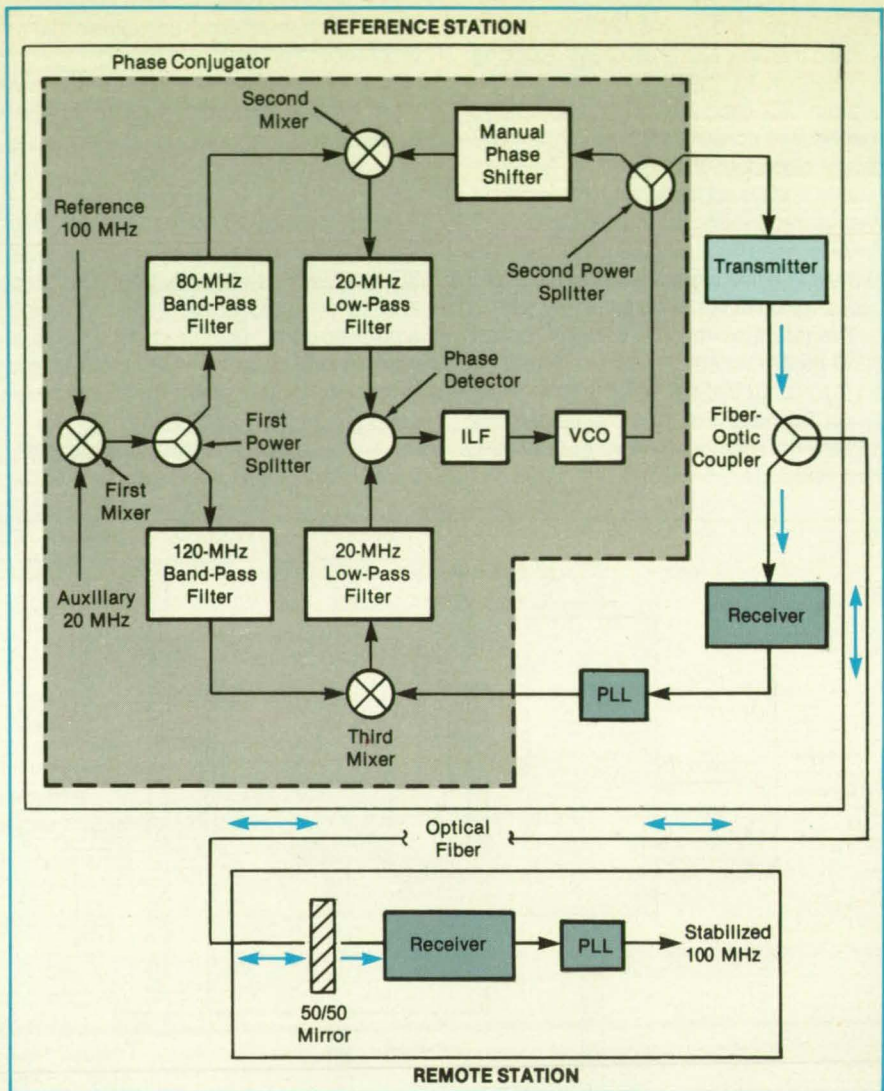 REFERENCE STATION
Phase Conjugator
Second
Mixer
Manual
Phase
Shifter
Reference
100 MHz
80-MHz
Band-Pass
Filter
20-MHz
Low-Pass
Filter
Second Power
Splitter
Transmitter
Phase
Detector
First
Power
Splitter
ILF
VCO
Fiber-
Optic
Coupler
First
Mixer
120-MHz
Band-Pass
Filter
20-MHz
Low-Pass
Filter
Auxiliary
20 MHz
Receiver
PLL
Third
Mixer
Optical
Fiber
Receiver
PLL
Stabilized
100 MHz
50/50
Mirror
REMOTE STATION